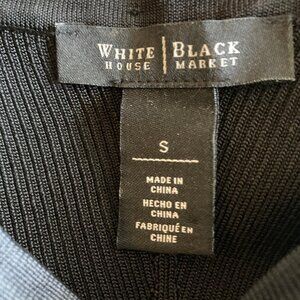 WHITE | BLACK
HOUSE | MARKET
S
MADE IN
CHINA
HECHO EN
CHINA
FABRIQUÉ EN
CHINE